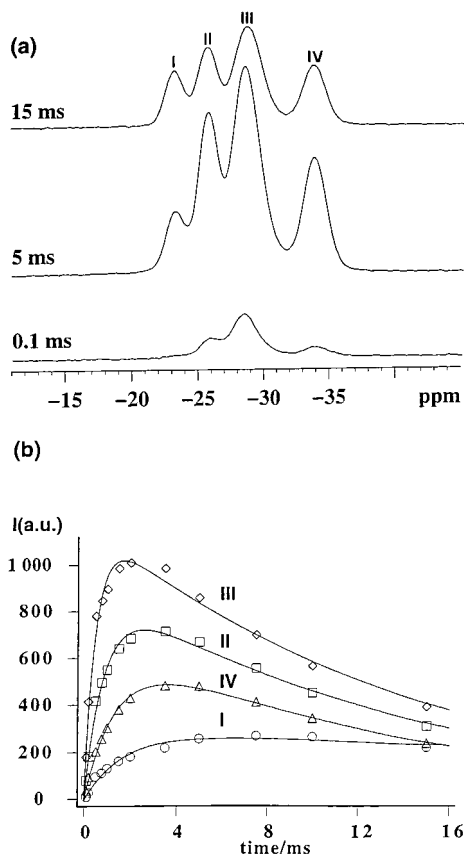 (a)
I
II
III
IV
15 ms
5 ms
0.1 ms
−15 −20 −25 −30 −35 ppm
(b)
I(a.u.)
1 000
800
600
400
200
0
III
II
IV
I
0 4 8 12 16
time/ms